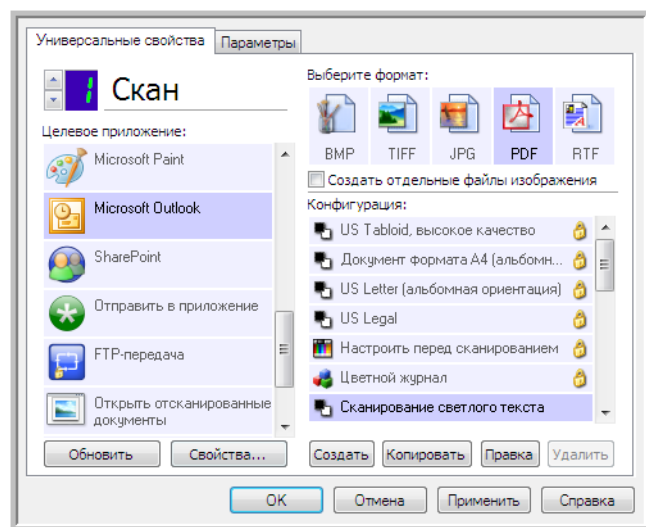 Универсальные свойства
Параметры
1
Скан
Целевое приложение:
Microsoft Paint
Microsoft Outlook
SharePoint
Отправить в приложение
FTP-передача
Открыть отсканированные
документы
Обновить
Свойства...
Выберите формат:
BMP
TIFF
JPG
PDF
RTF
Создать отдельные файлы изображения
Конфигурация:
US Tabloid, высокое качество
Документ формата A4 (альбомн...
US Letter (альбомная ориентация)
US Legal
Настроить перед сканированием
Цветной журнал
Сканирование светлого текста
Создать
Копировать
Правка
Удалить
OK
Отмена
Применить
Справка